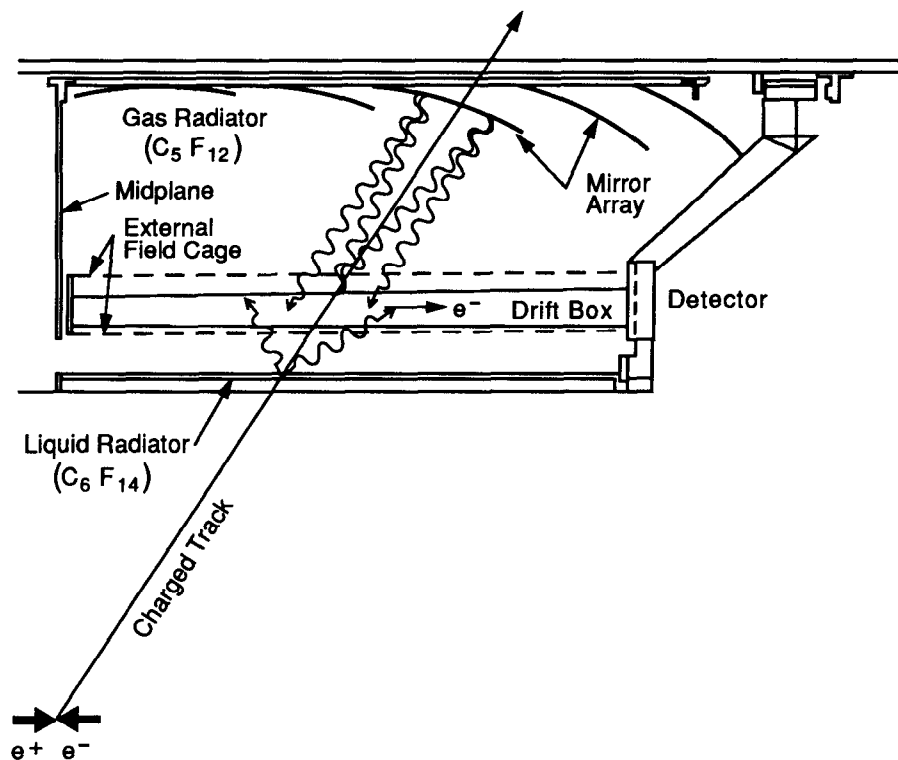 Gas Radiator
(C5 F12)
Midplane
External
Field Cage
Mirror
Array
e-
Drift Box
Detector
Liquid Radiator
(C6 F14)
Charged Track
e+ e-